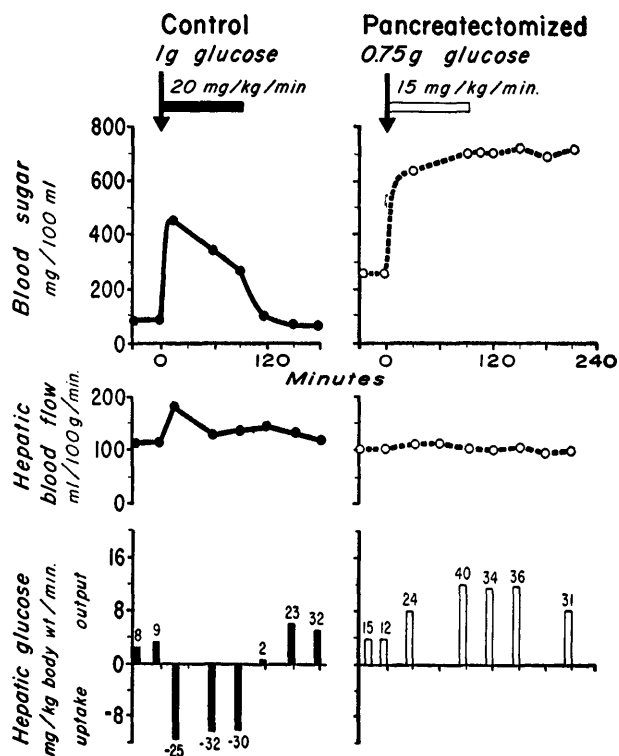 Control
1g glucose
20 mg/kg/min
Pancreatectomized
0.75g glucose
15 mg/kg/min.
Blood sugar
mg/100 ml
800
600
400
200
0
0
120
0
120
240
Minutes
Hepatic
blood flow
ml/100g/min.
200
100
0
Hepatic glucose
mg/kg body wt/min.
uptake output
16
8
0
-8
8
9
-25
-32
-30
2
23
32
15
12
24
40
34
36
31